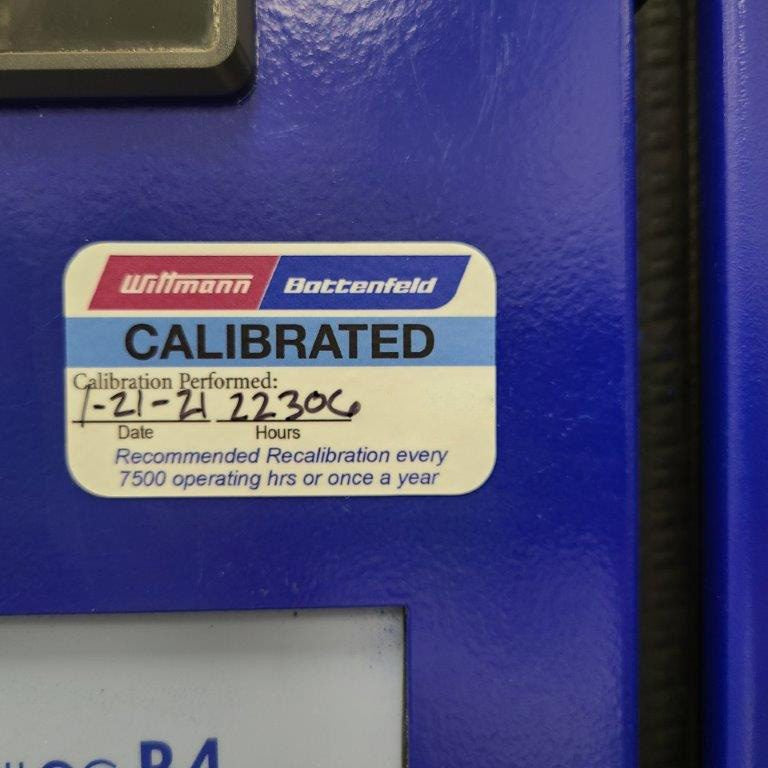 Wittmann Battenfeld
CALIBRATED
Calibration Performed:
1-21-21 22306
Date Hours
Recommended Recalibration every
7500 operating hrs or once a year
B4